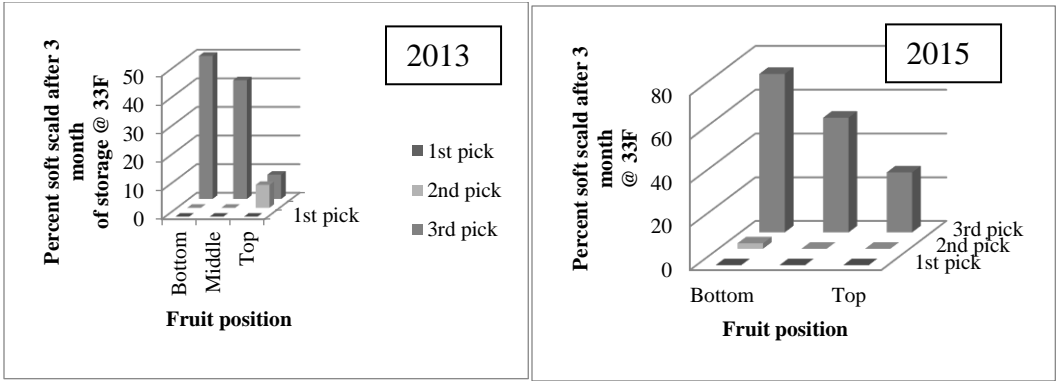 2013
Percent soft scald after 3
month
of storage @ 33F
50
40
30
20
10
0
Bottom
Middle
Top
1st pick
Fruit position
1st pick
2nd pick
3rd pick
2015
Percent soft scald after 3
month
@ 33F
80
60
40
20
0
Bottom
Top
3rd pick
2nd pick
1st pick
Fruit position